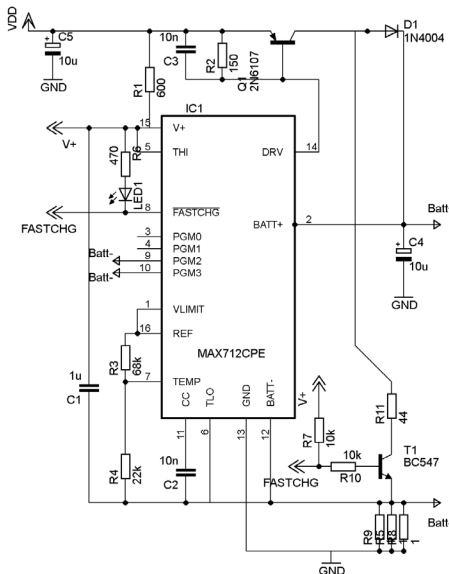 VDD
C5
10u
GND
R1
600
10n
C3
R2
150
Q1
2N6107
D1
1N4004
IC1
15
V+
V+
THI
5
R6
470
LED1
DRV
14
8
FASTCHG
FASTCHG
BATT+
2
Batt
3
PGM0
4
PGM1
9
PGM2
10
PGM3
Batt-
Batt-
C4
10u
GND
1
VLIMIT
16
REF
MAX712CPE
R3
68k
7
TEMP
1u
C1
CC
TLO
GND
BATT-
11
6
13
12
R4
22k
10n
C2
V+
R7
10k
FASTCHG
10k
R10
R11
44
T1
BC547
Batt
R9
R5
R8
1
GND